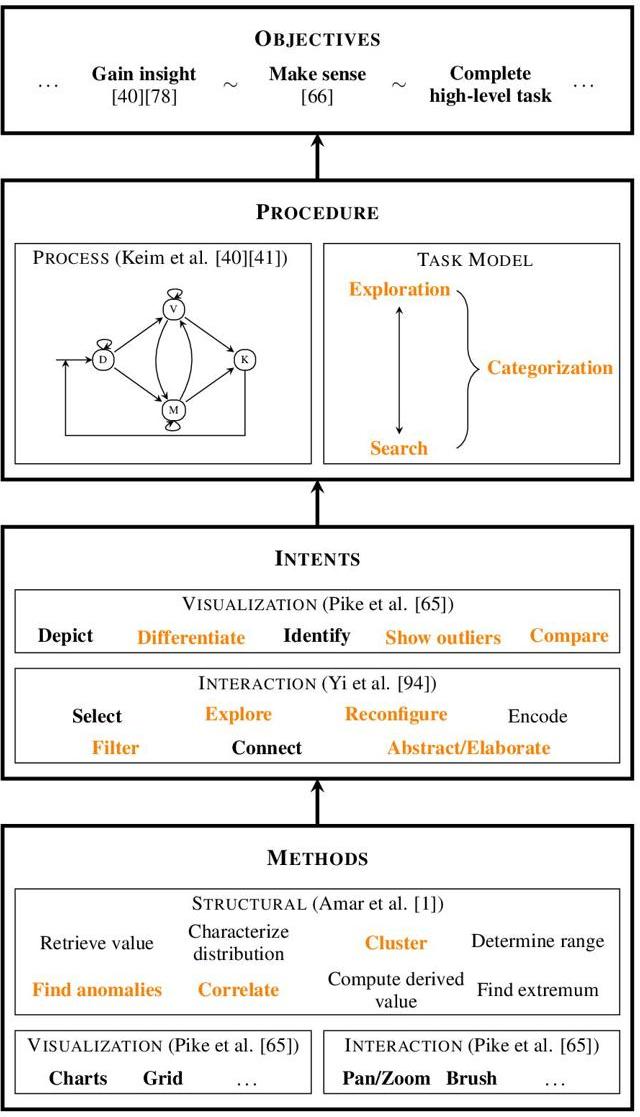 OBJECTIVES
... Gain insight ~ Make sense ~ Complete ...
[40][78] [66] high-level task
PROCEDURE
PROCESS (Keim et al. [40][41])
V
D
K
M
TASK MODEL
Exploration
Categorization
Search
INTENTS
VISUALIZATION (Pike et al. [65])
Depict Differentiate Identify Show outliers Compare
INTERACTION (Yi et al. [94])
Select Explore Reconfigure Encode
Filter Connect Abstract/Elaborate
METHODS
STRUCTURAL (Amar et al. [1])
Retrieve value Characterize distribution Cluster Determine range
Find anomalies Correlate Compute derived value Find extremum
VISUALIZATION (Pike et al. [65])
Charts Grid ...
INTERACTION (Pike et al. [65])
Pan/Zoom Brush ...